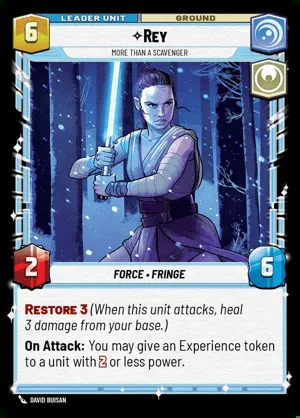 LEADER UNIT
GROUND
6
✧REY
MORE THAN A SCAVENGER
2
6
FORCE • FRINGE
RESTORE 3 (When this unit attacks, heal
3 damage from your base.)
On Attack: You may give an Experience token
to a unit with 2 or less power.
DAVID BUISAN